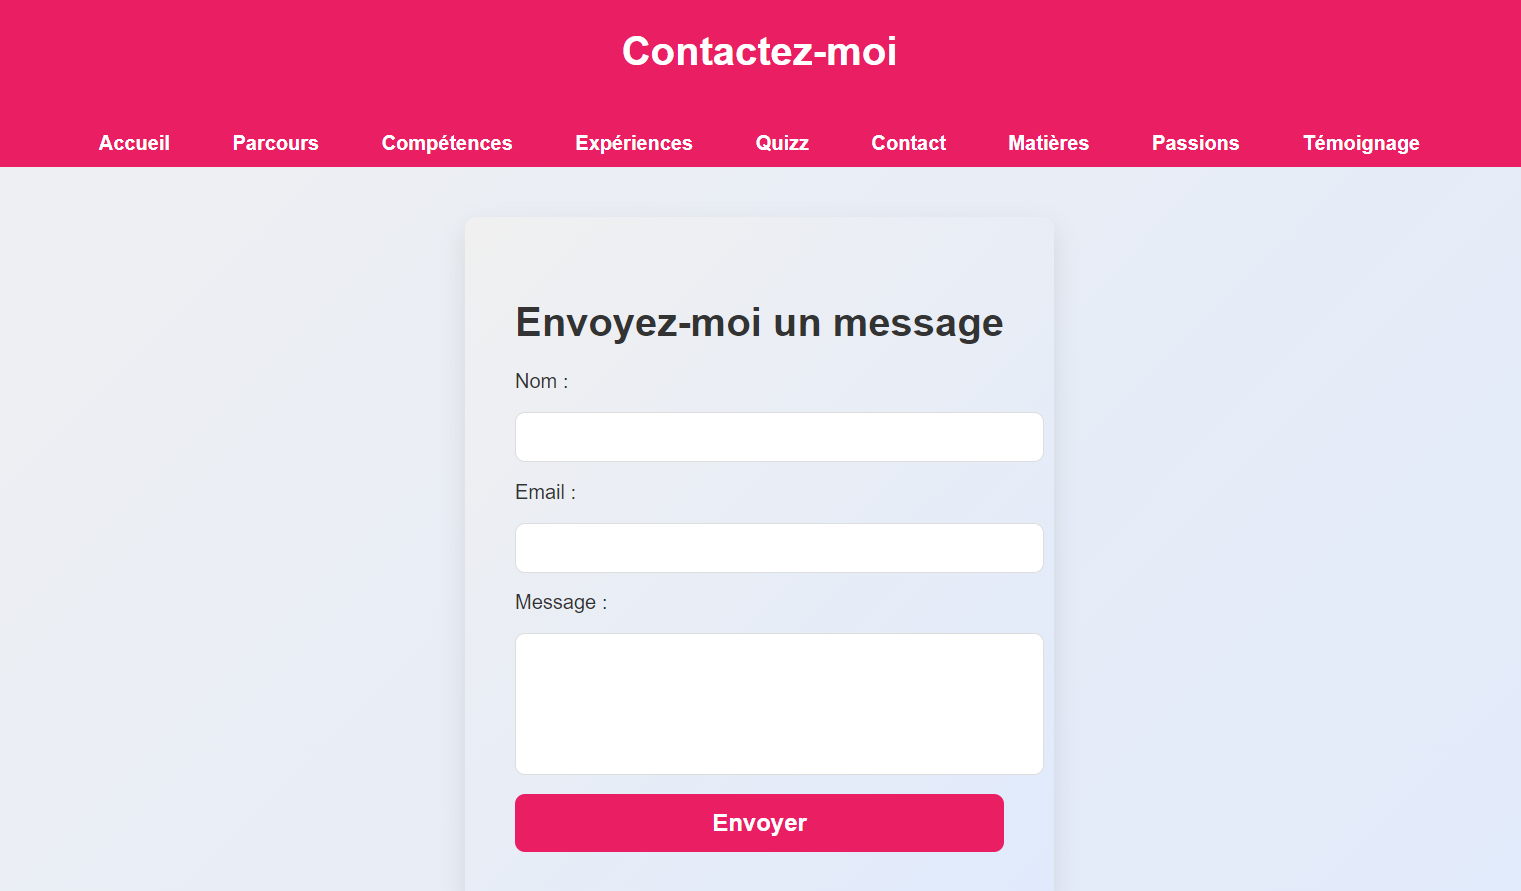 Contactez-moi
Accueil Parcours Compétences Expériences Quizz Contact Matières Passions Témoignage
Envoyez-moi un message
Nom :
Email :
Message :
Envoyer